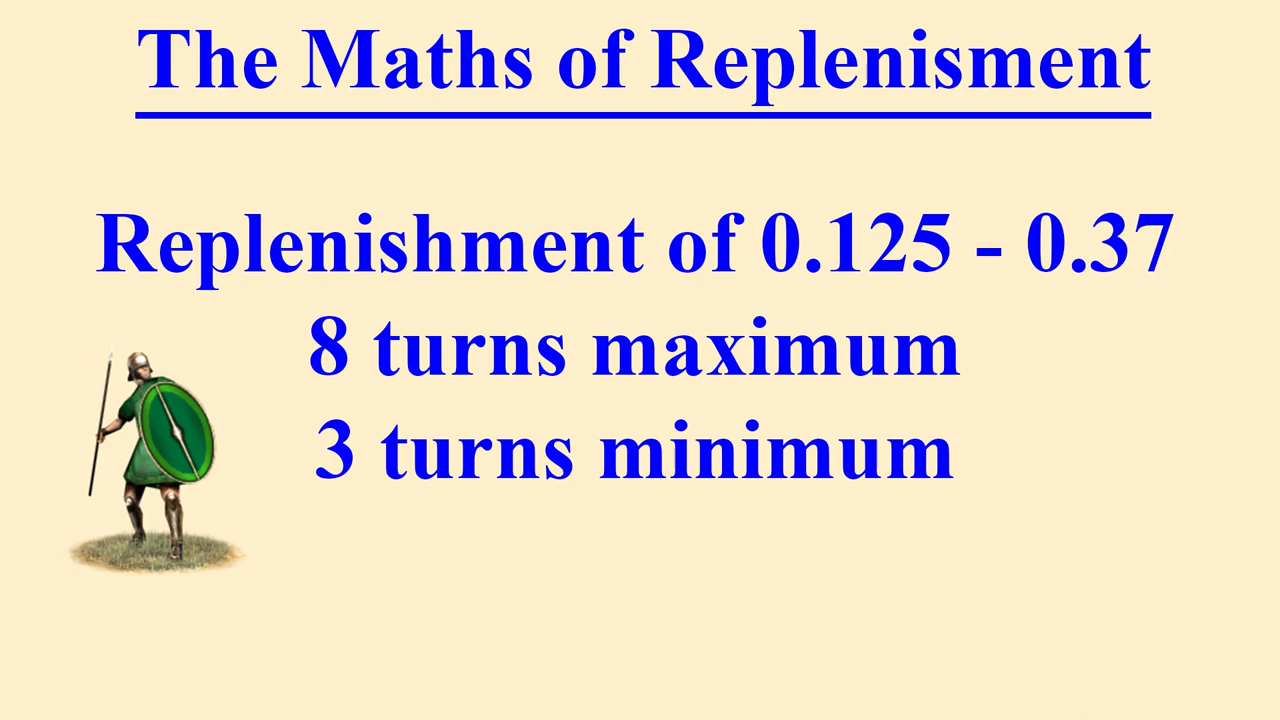 The Maths of Replenisment
Replenishment of 0.125 - 0.37
8 turns maximum
3 turns minimum